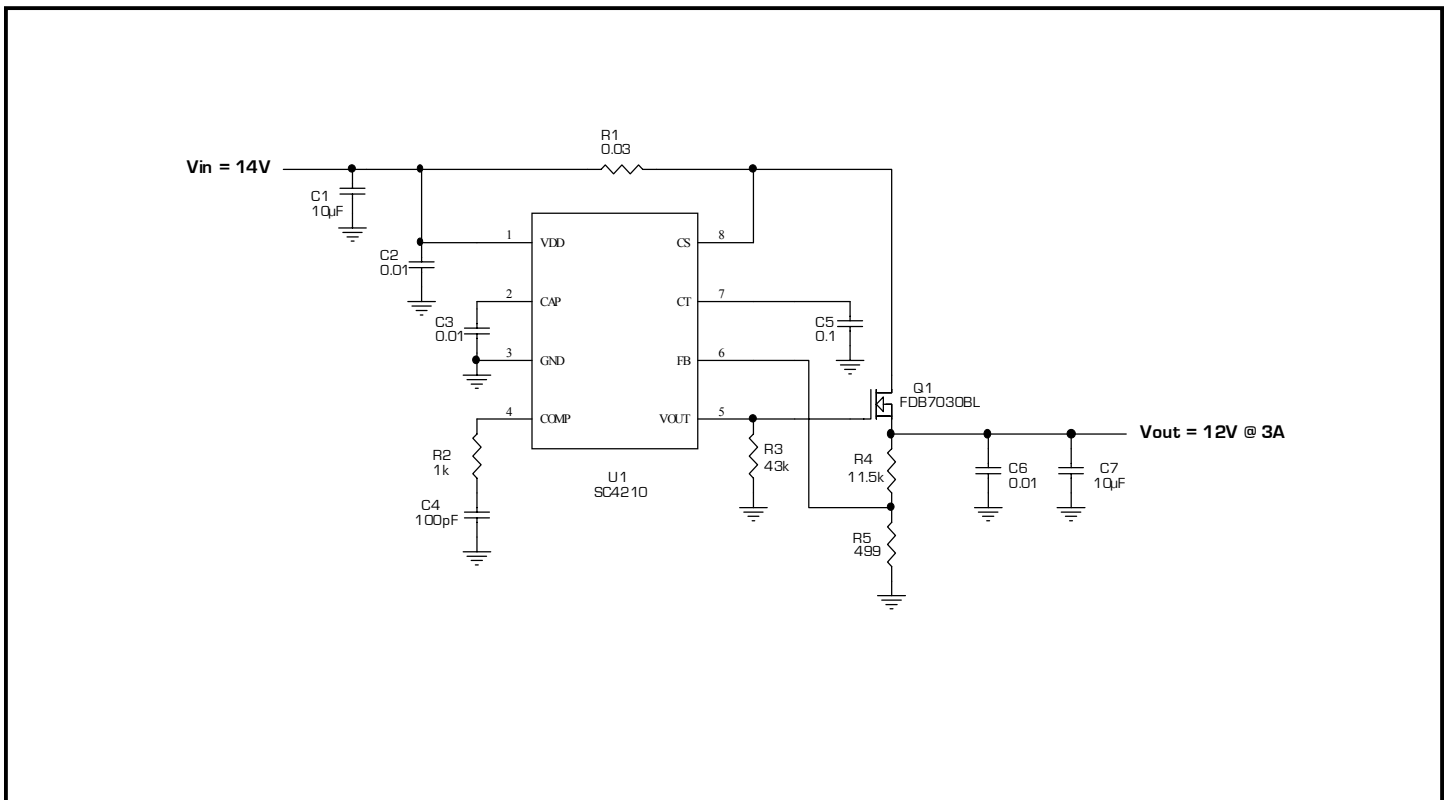 R1
0.03
Vin = 14V
C1
10µF
1
VDD
CS
8
C2
0.01
2
CAP
CT
7
C3
0.01
C5
0.1
3
GND
FB
6
Q1
FDB7030BL
4
COMP
VOUT
5
Vout = 12V @ 3A
R2
1k
R3
43k
R4
11.5k
C6
0.01
C7
10µF
U1
SC4210
C4
100pF
R5
499